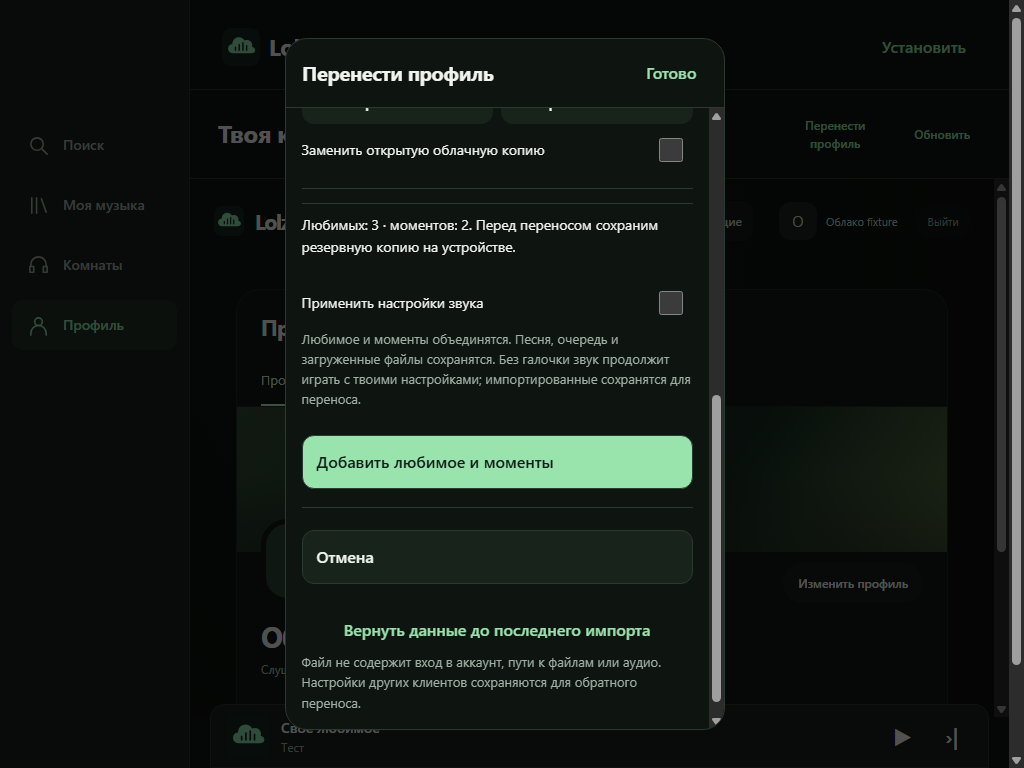 Установить
Перенести профиль
Готово
Твоя
Перенести
профиль
Обновить
Поиск
Моя музыка
Комнаты
Профиль
Заменить открытую облачную копию
Любимых: 3 · моментов: 2. Перед переносом сохраним
резервную копию на устройстве.
О
Облако fixture
Выйти
Применить настройки звука
Любимое и моменты объединятся. Песня, очередь и
загруженные файлы сохранятся. Без галочки звук продолжит
играть с твоими настройками; импортированные сохранятся для
переноса.
Добавить любимое и моменты
Отмена
Изменить профиль
Вернуть данные до последнего импорта
Файл не содержит вход в аккаунт, пути к файлам или аудио.
Настройки других клиентов сохраняются для обратного
переноса.
Своё любимое
Тест